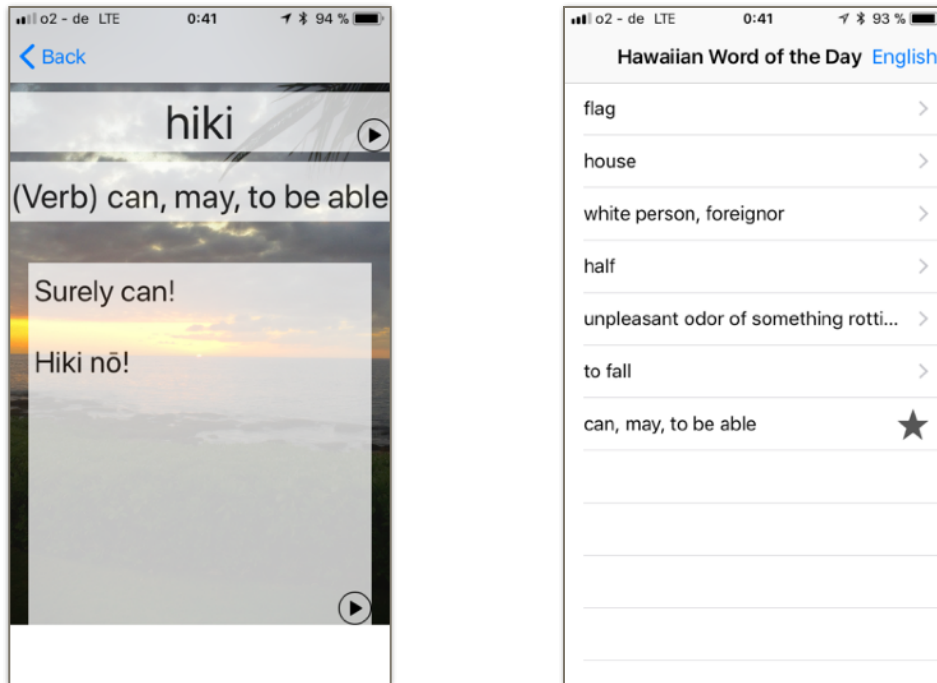 o2 - de LTE 0:41 94 %
Back
hiki
(Verb) can, may, to be able
Surely can!
Hiki nō!
o2 - de LTE 0:41 93 %
Hawaiian Word of the Day English
flag
house
white person, foreignor
half
unpleasant odor of something rotti...
to fall
can, may, to be able